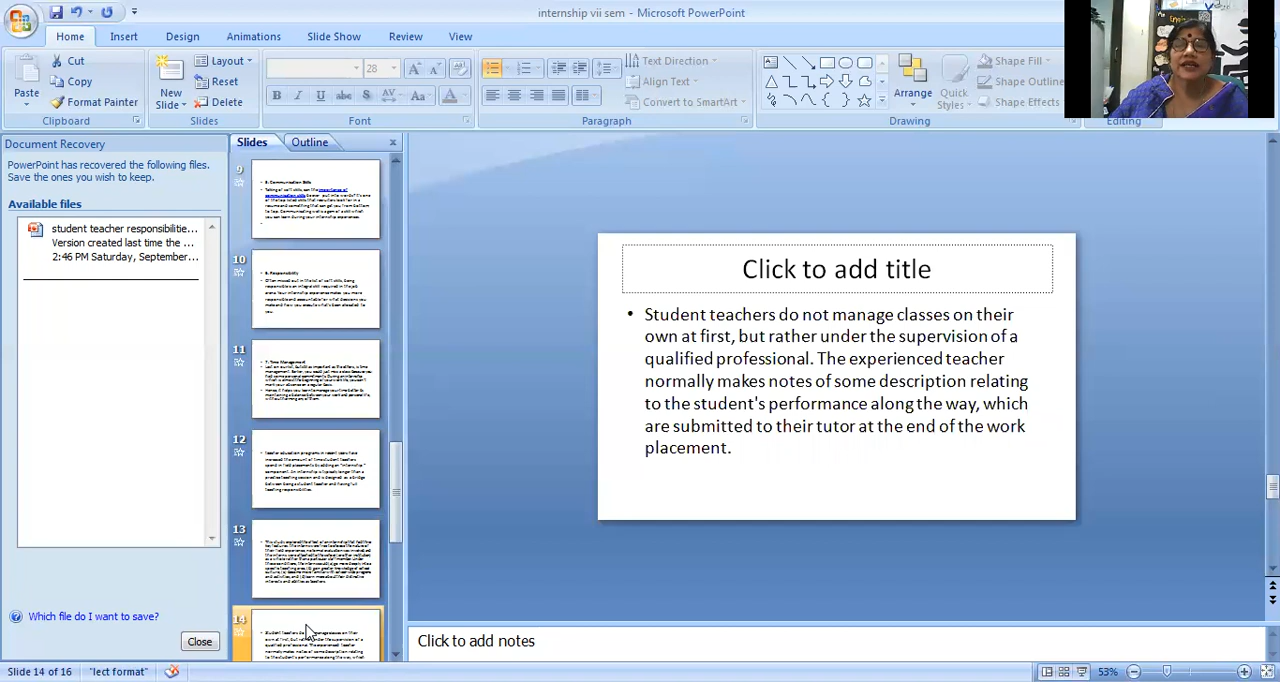 internship vii sem - Microsoft PowerPoint
Home Insert Design Animations Slide Show Review View
Paste
Cut
Copy
Format Painter
Clipboard
New
Slide
Layout
Reset
Delete
Slides
28
B I U abc S AV Aa A
Font
Text Direction
Align Text
Convert to SmartArt
Paragraph
Arrange
Quick
Styles
Shape Fill
Shape Outline
Shape Effects
Drawing
Editing
Document Recovery
PowerPoint has recovered the following files.
Save the ones you wish to keep.
Available files
student teacher responsibilitie...
Version created last time the ...
2:46 PM Saturday, September...
Which file do I want to save?
Close
Slides Outline
9
10
6. Responsibility
11
7. Time Management
12
13
14
Click to add title
• Student teachers do not manage classes on their
own at first, but rather under the supervision of a
qualified professional. The experienced teacher
normally makes notes of some description relating
to the student's performance along the way, which
are submitted to their tutor at the end of the work
placement.
Click to add notes
Slide 14 of 16 "lect format" 53%